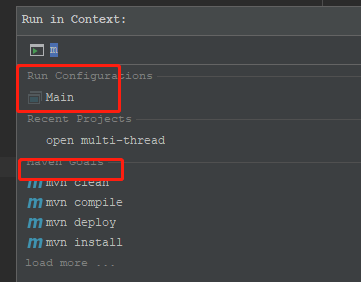 Run in Context:
m
Run Configurations
Main
Recent Projects
open multi-thread
Maven Goals
mvn clean
mvn compile
mvn deploy
mvn install
load more ...